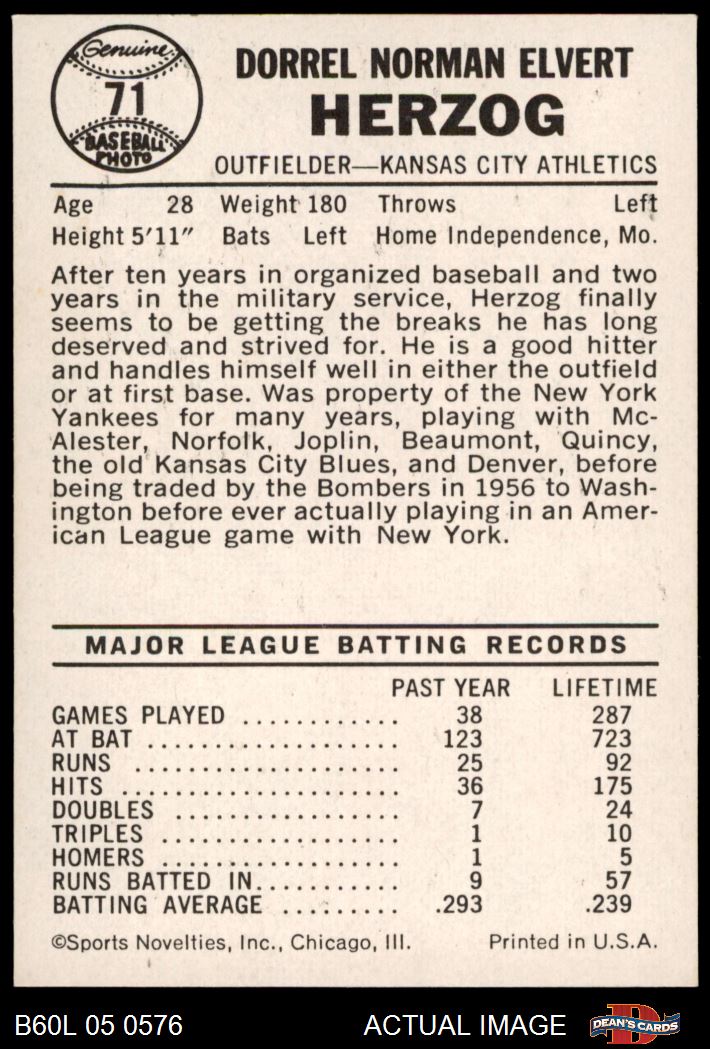 Genuine
71
BASEBALL
PHOTO
DORREL NORMAN ELVERT
HERZOG
OUTFIELDER—KANSAS CITY ATHLETICS
Age 28 Weight 180 Throws Left
Height 5′11″ Bats Left Home Independence, Mo.
After ten years in organized baseball and two
years in the military service, Herzog finally
seems to be getting the breaks he has long
deserved and strived for. He is a good hitter
and handles himself well in either the outfield
or at first base. Was property of the New York
Yankees for many years, playing with Mc-
Alester, Norfolk, Joplin, Beaumont, Quincy,
the old Kansas City Blues, and Denver, before
being traded by the Bombers in 1956 to Wash-
ington before ever actually playing in an Amer-
ican League game with New York.
MAJOR LEAGUE BATTING RECORDS
PAST YEAR LIFETIME
GAMES PLAYED ............ 38 287
AT BAT ................... 123 723
RUNS .................... 25 92
HITS ..................... 36 175
DOUBLES ................. 7 24
TRIPLES .................. 1 10
HOMERS .................. 1 5
RUNS BATTED IN........... 9 57
BATTING AVERAGE ......... .293 .239
©Sports Novelties, Inc., Chicago, Ill. Printed in U.S.A.
B60L 05 0576 ACTUAL IMAGE D DEAN'S CARDS